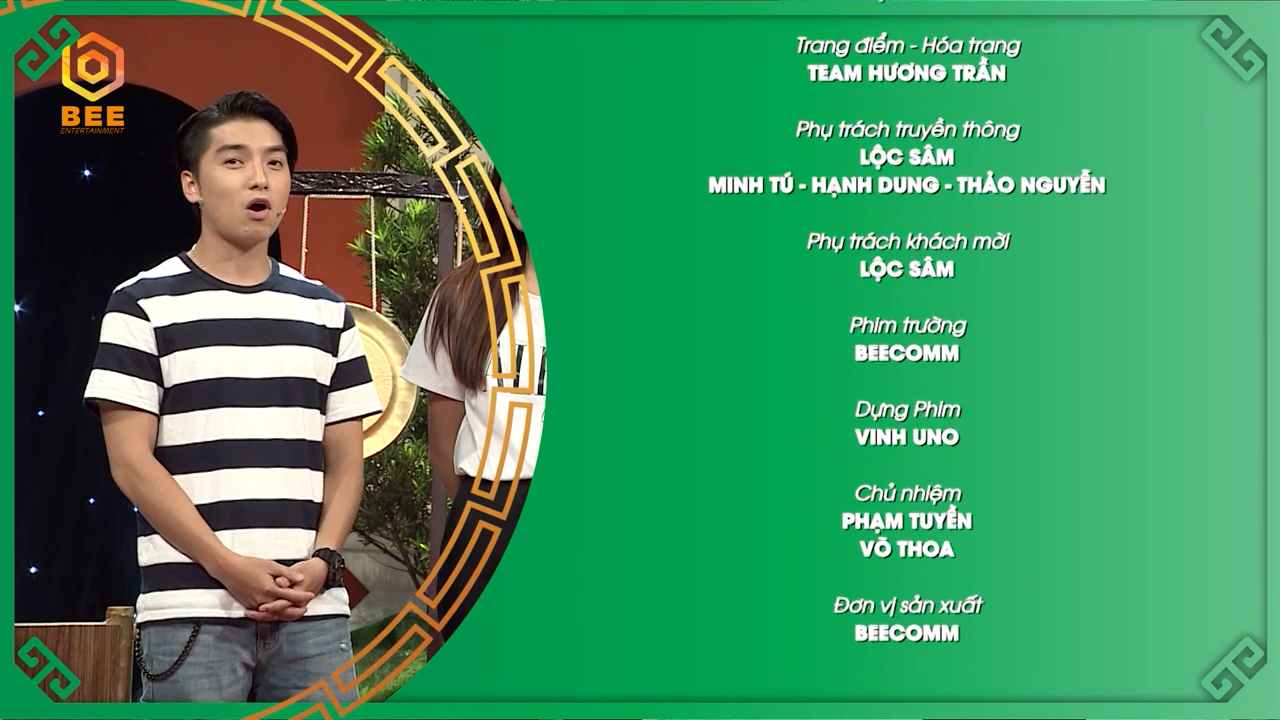 BEE
ENTERTAINMENT
Trang điểm - Hóa trang
TEAM HƯƠNG TRẦN
Phụ trách truyền thông
LỘC SÂM
MINH TÚ - HẠNH DUNG - THẢO NGUYỄN
Phụ trách khách mời
LỘC SÂM
Phim trường
BEECOMM
Dựng Phim
VINH UNO
Chủ nhiệm
PHẠM TUYỀN
VÕ THOA
Đơn vị sản xuất
BEECOMM